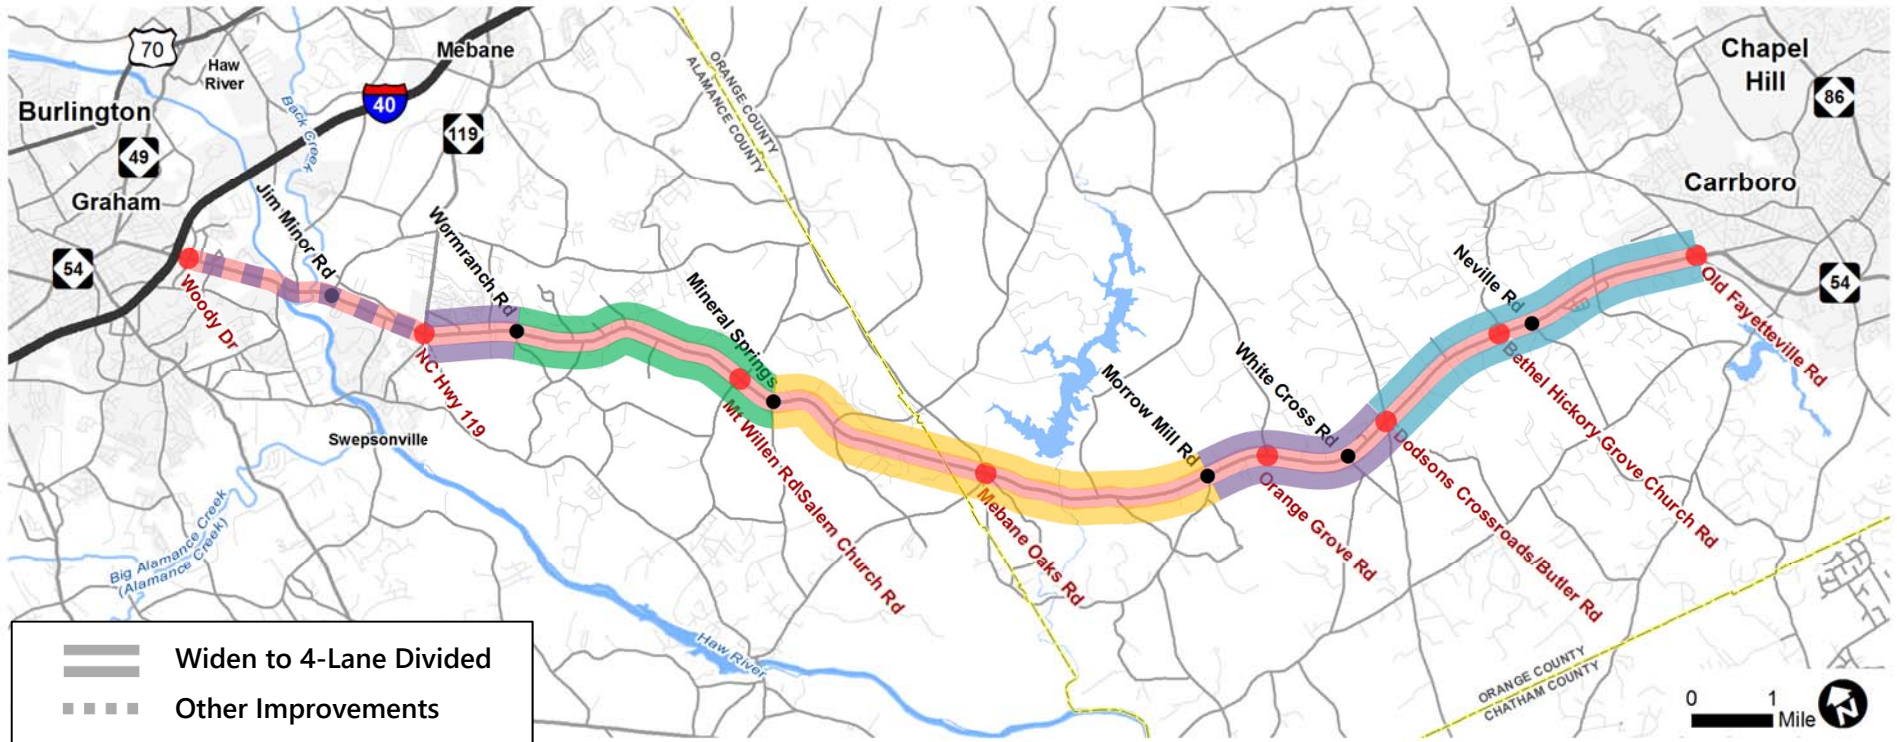 70
Haw
River
Mebane
Burlington
40
Back Creek
119
49
Graham
54
Jim Minor Rd
Woody Dr
Wormranch Rd
NC Hwy 119
Swepsonville
Big Alamance Creek
(Alamance Creek)
Haw River
ORANGE COUNTY
ALAMANCE COUNTY
Mineral Springs
Mt Willen Rd\Salem Church Rd
Mebane Oaks Rd
Morrow Mill Rd
White Cross Rd
Orange Grove Rd
Dodsons Crossroads/Butler Rd
Neville Rd
Bethel Hickory Grove Church Rd
Old Fayetteville Rd
Chapel
Hill
86
Carrboro
54
ORANGE COUNTY
CHATHAM COUNTY
Widen to 4-Lane Divided
Other Improvements
0 1
Mile
N